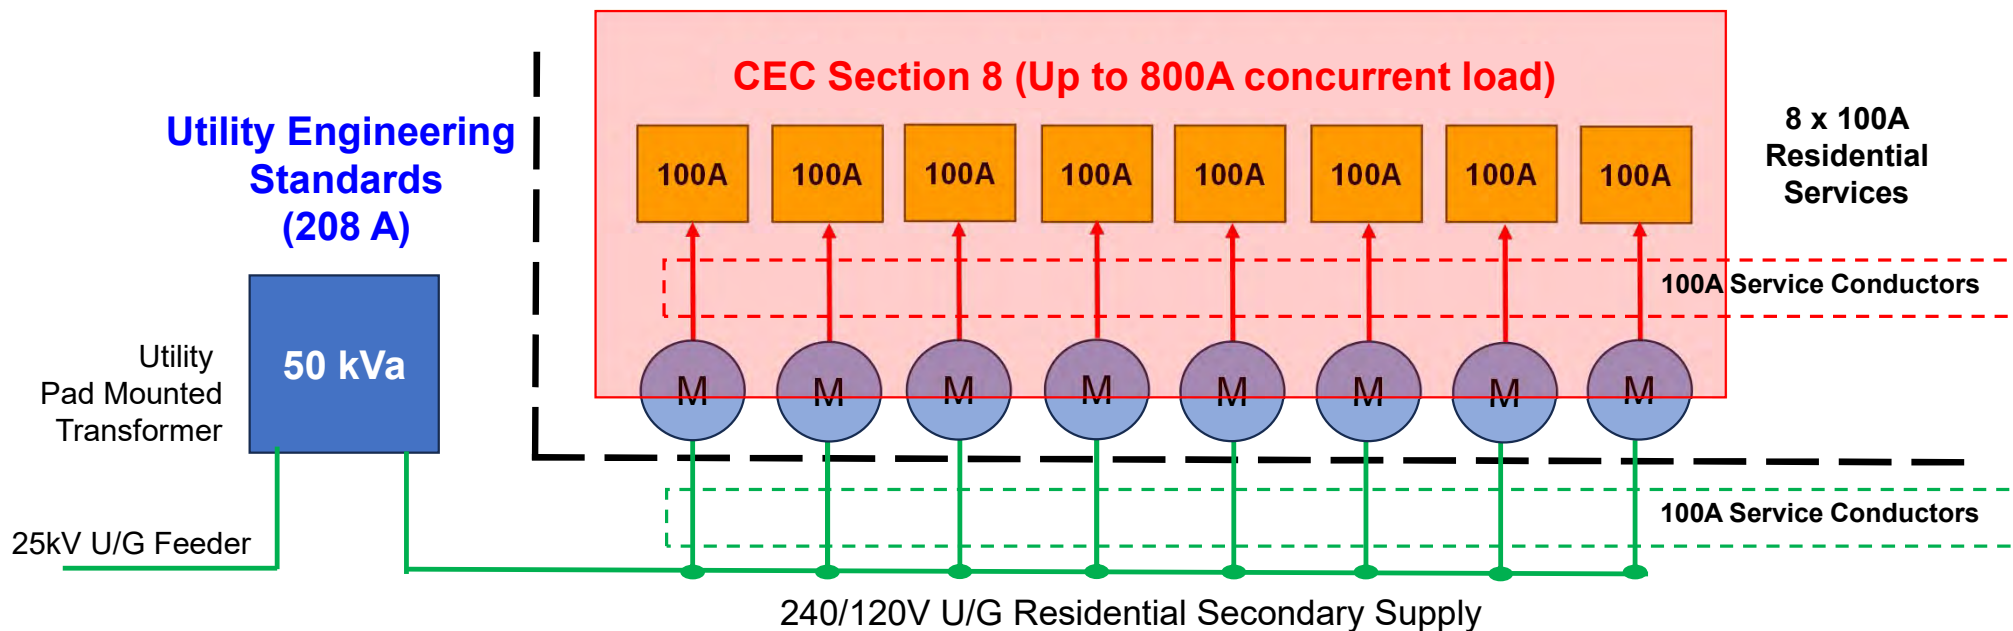 CEC Section 8 (Up to 800A concurrent load)
Utility Engineering
Standards
(208 A)
8 x 100A
Residential
Services
100A
100A
100A
100A
100A
100A
100A
100A
100A Service Conductors
50 kVa
Utility
Pad Mounted
Transformer
M
M
M
M
M
M
M
M
100A Service Conductors
25kV U/G Feeder
240/120V U/G Residential Secondary Supply